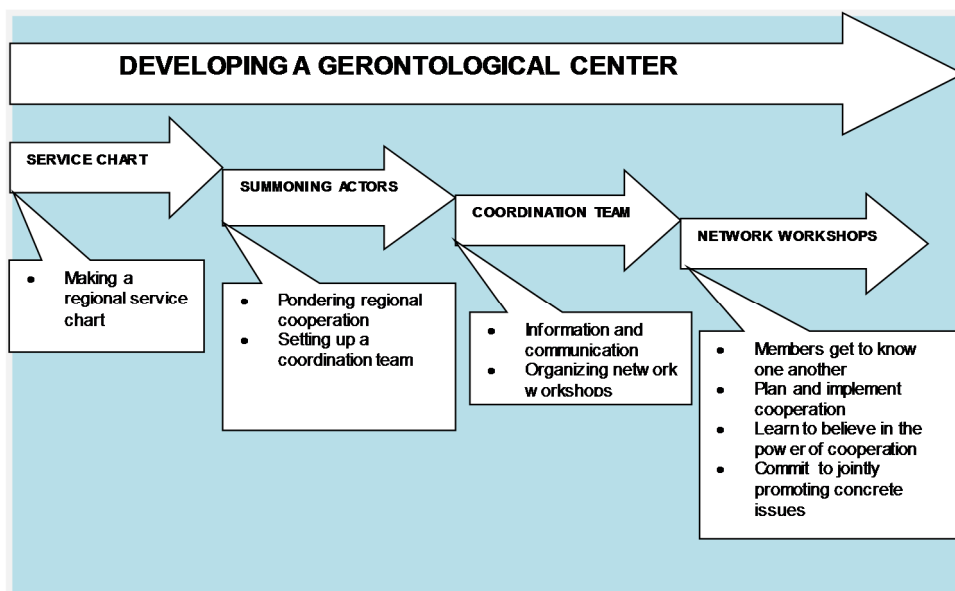 DEVELOPING A GERONTOLOGICAL CENTER
SERVICE CHART
SUMMONING ACTORS
COORDINATION TEAM
NETWORK WORKSHOPS
• Making a
regional service
chart
• Pondering regional
cooperation
• Setting up a
coordination team
• Information and
communication
• Organizing network
workshops
• Members get to know
one another
• Plan and implement
cooperation
• Learn to believe in the
power of cooperation
• Commit to jointly
promoting concrete
issues